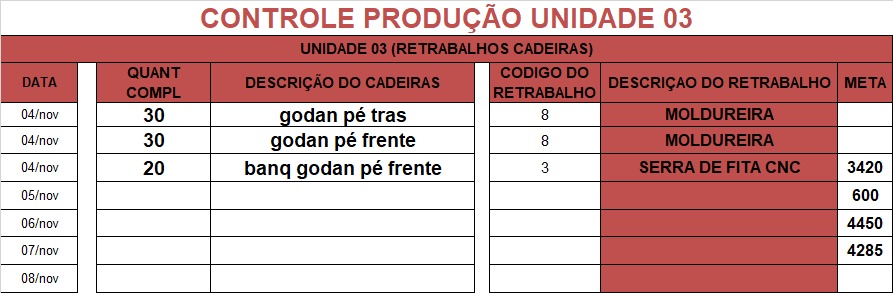 CONTROLE PRODUÇÃO UNIDADE 03
UNIDADE 03 (RETRABALHOS CADEIRAS)
DATA QUANT COMPL DESCRIÇÃO DO CADEIRAS CODIGO DO RETRABALHO DESCRIÇAO DO RETRABALHO META
04/nov 30 godan pé tras 8 MOLDUREIRA
04/nov 30 godan pé frente 8 MOLDUREIRA
04/nov 20 banq godan pé frente 3 SERRA DE FITA CNC 3420
05/nov 600
06/nov 4450
07/nov 4285
08/nov